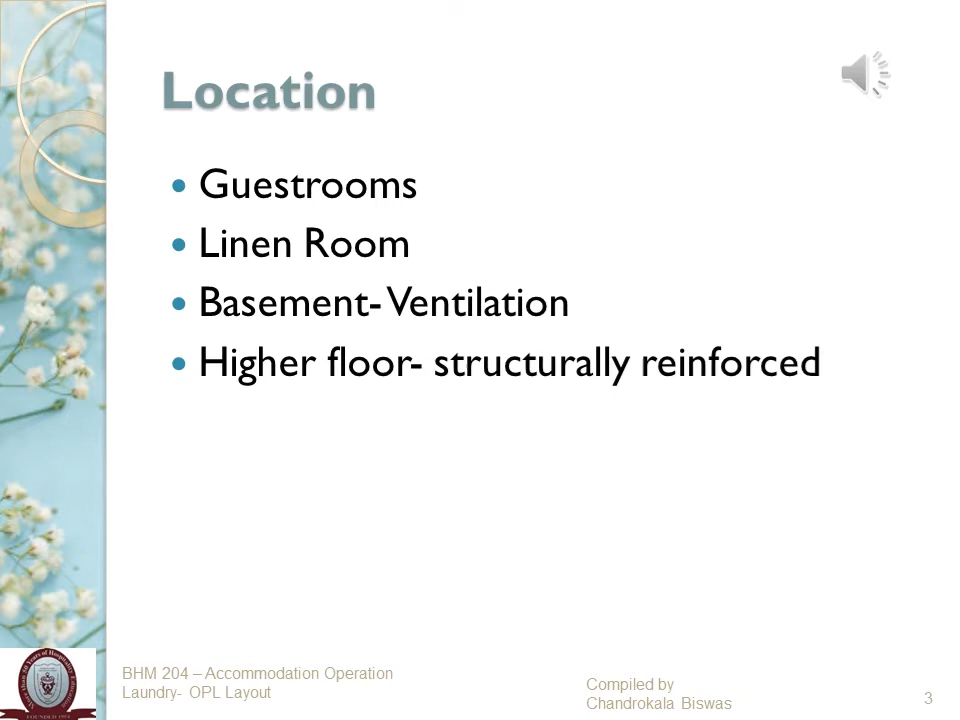 Location
Guestrooms
Linen Room
Basement- Ventilation
Higher floor- structurally reinforced
BHM 204 – Accommodation Operation
Laundry- OPL Layout
Compiled by
Chandrokala Biswas
3